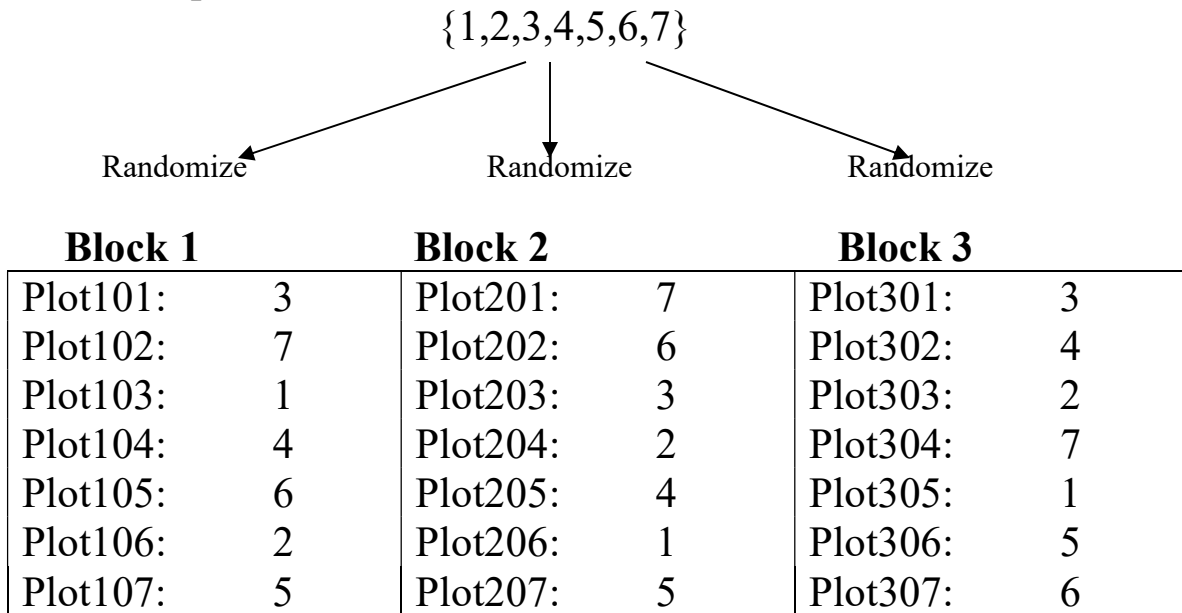 {1,2,3,4,5,6,7}
Randomize Randomize Randomize
Block 1 Block 2 Block 3
Plot101: 3 Plot201: 7 Plot301: 3
Plot102: 7 Plot202: 6 Plot302: 4
Plot103: 1 Plot203: 3 Plot303: 2
Plot104: 4 Plot204: 2 Plot304: 7
Plot105: 6 Plot205: 4 Plot305: 1
Plot106: 2 Plot206: 1 Plot306: 5
Plot107: 5 Plot207: 5 Plot307: 6